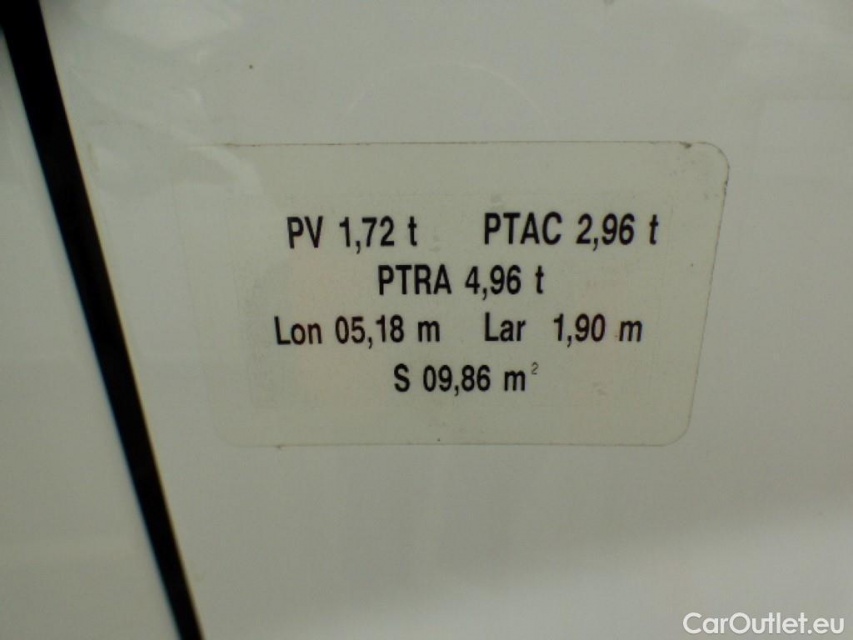 PV 1,72 t PTAC 2,96 t
PTRA 4,96 t
Lon 05,18 m Lar 1,90 m
S 09,86 m²
CarOutlet.eu